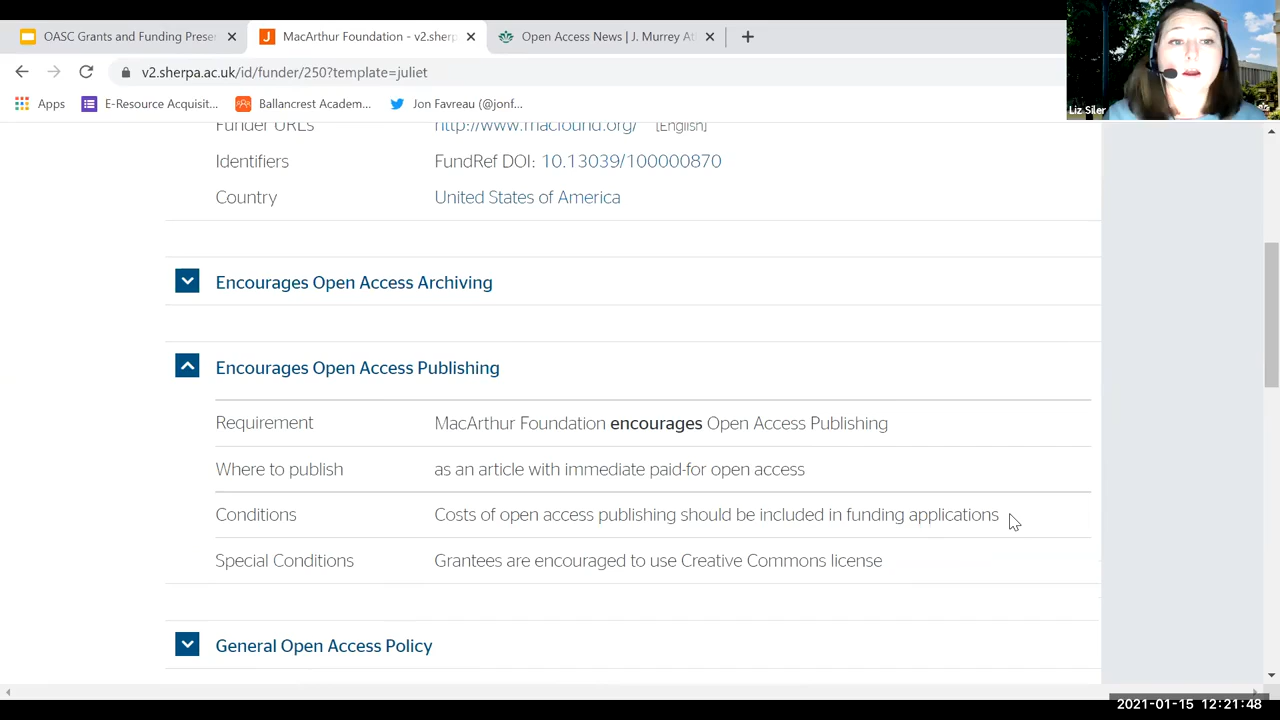 OASC Grants and Funding Prese
MacArthur Foundation - v2.sherp
Open Access News | J. Murrey At
v2.sherpa.ac.uk/id/funder/250?template=juliet
Apps
E-Resource Acquisit...
Ballancrest Academ...
Jon Favreau (@jonf...
Liz Siler
Funder URLs http://www.macfound.org/ [English]
Identifiers FundRef DOI: 10.13039/100000870
Country United States of America
Encourages Open Access Archiving
Encourages Open Access Publishing
Requirement MacArthur Foundation encourages Open Access Publishing
Where to publish as an article with immediate paid-for open access
Conditions Costs of open access publishing should be included in funding applications
Special Conditions Grantees are encouraged to use Creative Commons license
General Open Access Policy
2021-01-15 12:21:48